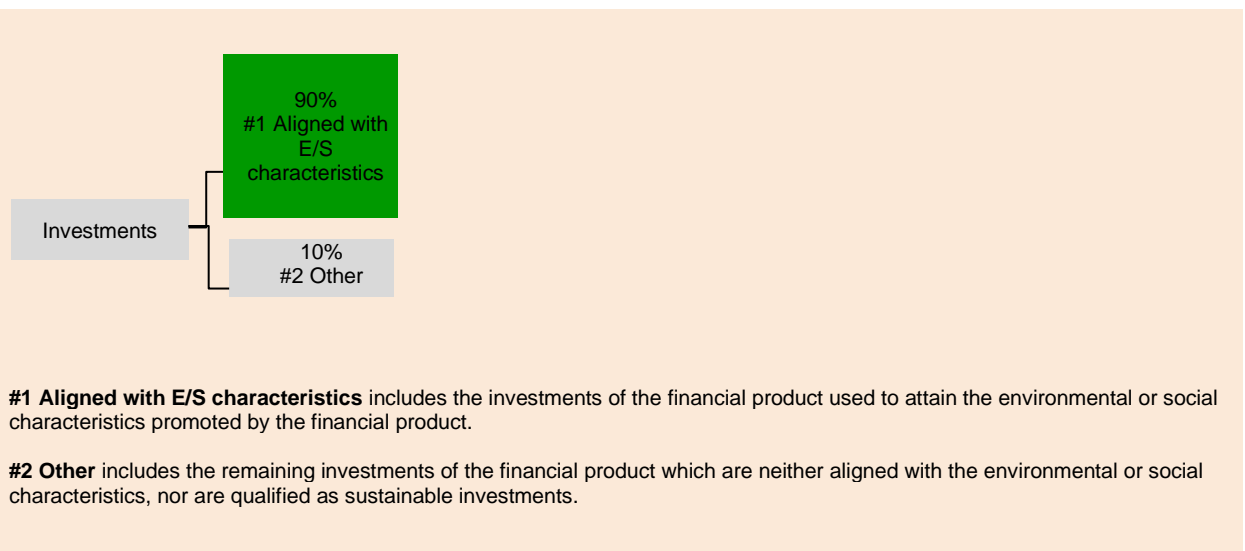 90%
#1 Aligned with
E/S
characteristics
Investments
10%
#2 Other
#1 Aligned with E/S characteristics includes the investments of the financial product used to attain the environmental or social
characteristics promoted by the financial product.
#2 Other includes the remaining investments of the financial product which are neither aligned with the environmental or social
characteristics, nor are qualified as sustainable investments.